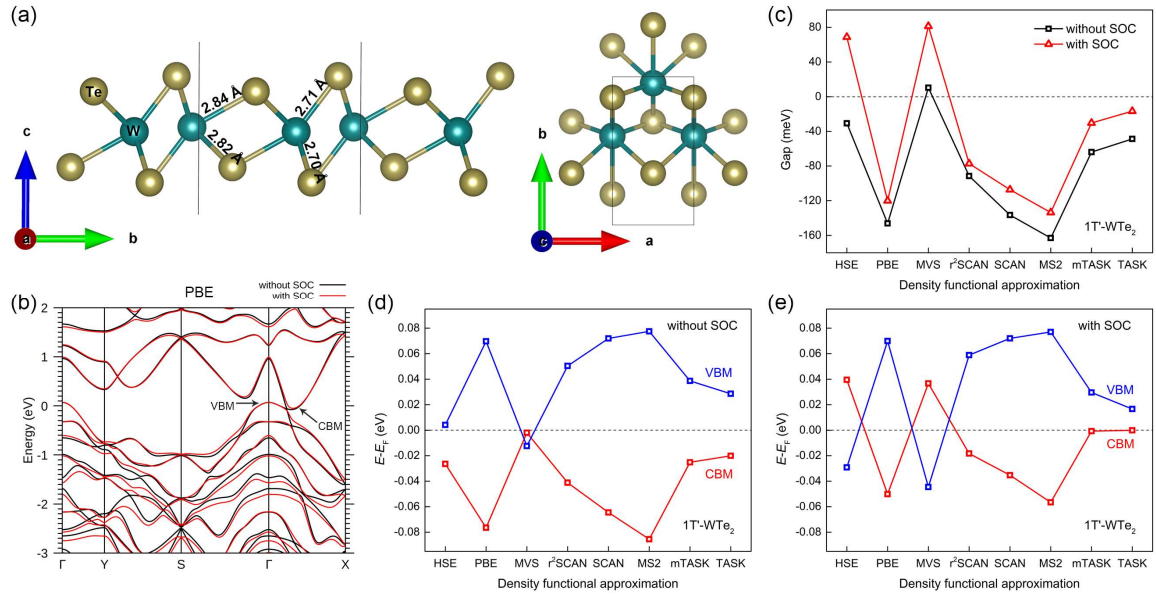 (a)
Te
W
2.84 Å
2.82 Å
2.71 Å
2.70 Å
c
a
b
b
c
a
(b)
PBE
without SOC
with SOC
Energy (eV)
2
1
0
-1
-2
-3
VBM
CBM
Γ Y S Γ X
(c)
without SOC
with SOC
Gap (meV)
80
40
0
-40
-80
-120
-160
1T'-WTe2
HSE PBE MVS r²SCAN SCAN MS2 mTASK TASK
Density functional approximation
(d)
without SOC
E-EF (eV)
0.08
0.06
0.04
0.02
0.00
-0.02
-0.04
-0.06
-0.08
VBM
CBM
1T'-WTe2
HSE PBE MVS r²SCAN SCAN MS2 mTASK TASK
Density functional approximation
(e)
with SOC
E-EF (eV)
0.08
0.06
0.04
0.02
0.00
-0.02
-0.04
-0.06
-0.08
VBM
CBM
1T'-WTe2
HSE PBE MVS r²SCAN SCAN MS2 mTASK TASK
Density functional approximation